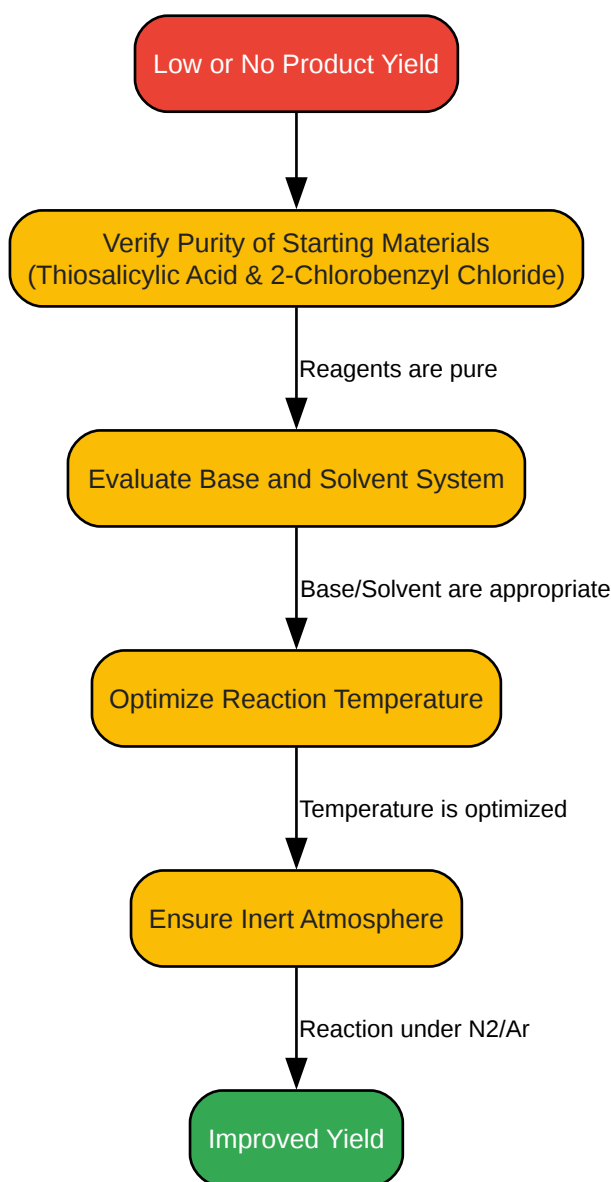 Low or No Product Yield
Verify Purity of Starting Materials
(Thiosalicylic Acid & 2-Chlorobenzyl Chloride)
Reagents are pure
Evaluate Base and Solvent System
Base/Solvent are appropriate
Optimize Reaction Temperature
Temperature is optimized
Ensure Inert Atmosphere
Reaction under N2/Ar
Improved Yield